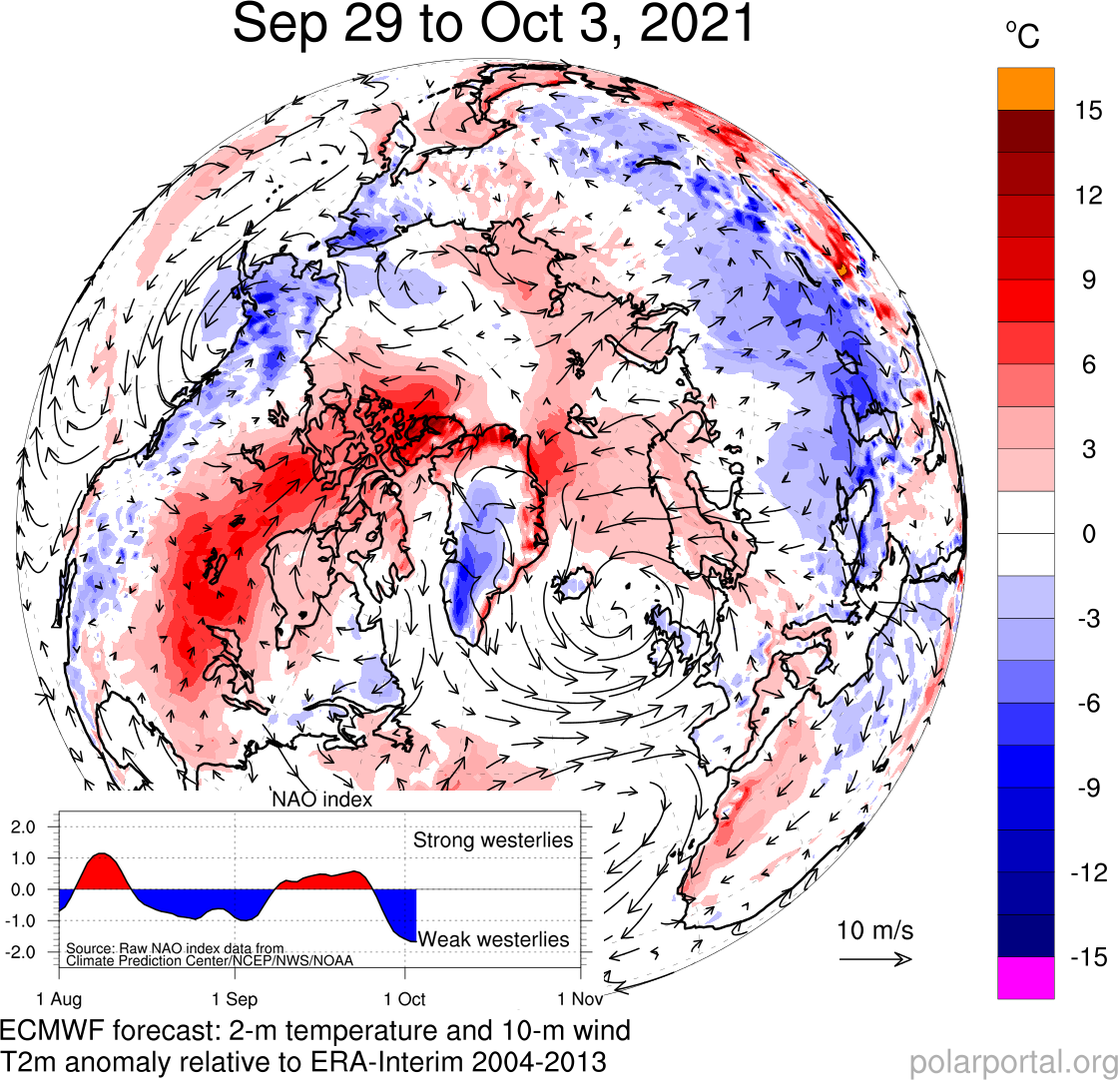 Sep 29 to Oct 3, 2021
°C
15
12
9
6
3
0
-3
-6
-9
-12
-15
10 m/s
NAO index
2.0
1.0
0.0
-1.0
-2.0
Strong westerlies
Weak westerlies
Source: Raw NAO index data from
Climate Prediction Center/NCEP/NWS/NOAA
1 Aug
1 Sep
1 Oct
1 Nov
ECMWF forecast: 2-m temperature and 10-m wind
T2m anomaly relative to ERA-Interim 2004-2013
polarportal.org